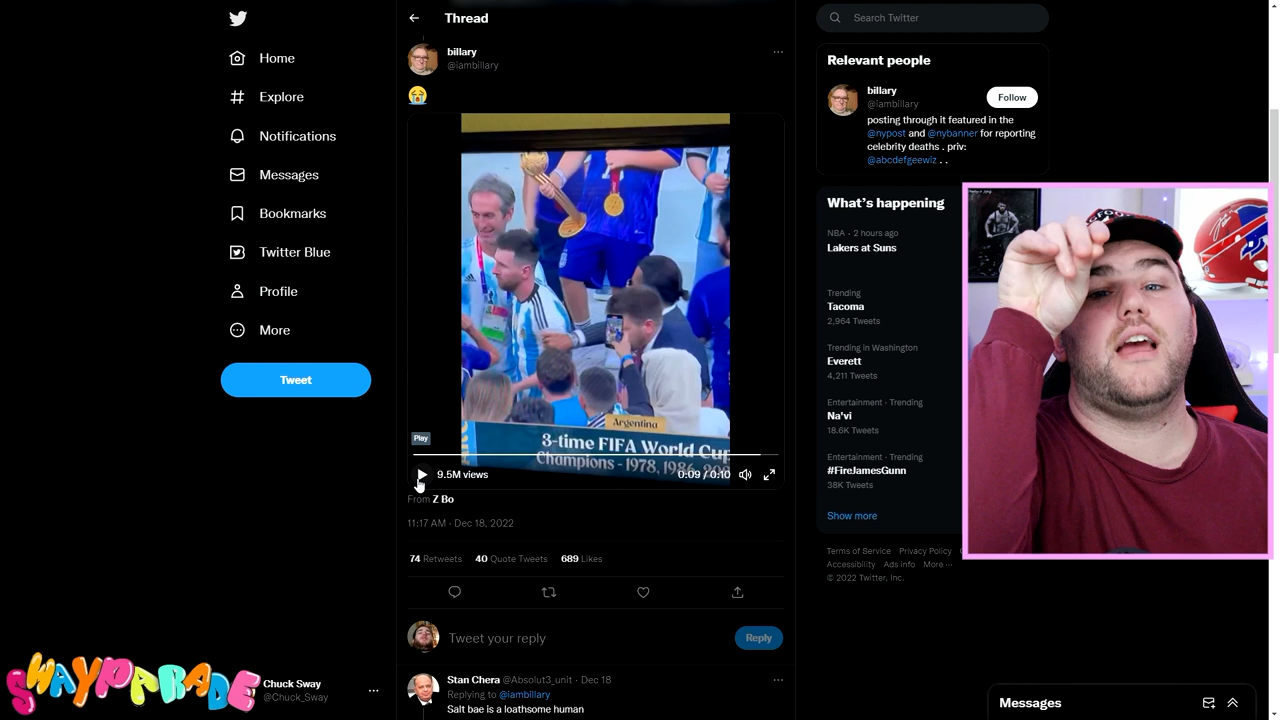 Home
Explore
Notifications
Messages
Bookmarks
Twitter Blue
Profile
More
Tweet
SWAYPARADE
Chuck Sway
@Chuck_Sway
Thread
billary
@iambillary
Argentina
3-time FIFA World Cup
Champions - 1978, 1986,
Play
9.5M views
0:09 / 0:10
From Z Bo
11:17 AM · Dec 18, 2022
74 Retweets 40 Quote Tweets 689 Likes
Tweet your reply
Reply
Stan Chera @Absolut3_unit · Dec 18
Replying to @iambillary
Salt bae is a loathsome human
Search Twitter
Relevant people
billary
@iambillary
Follow
posting through it featured in the
@nypost and @nybanner for reporting
celebrity deaths . priv:
@abcdefgeewiz . .
What's happening
NBA · 2 hours ago
Lakers at Suns
Trending
Tacoma
2,964 Tweets
Trending in Washington
Everett
4,211 Tweets
Entertainment · Trending
Na'vi
18.6K Tweets
Entertainment · Trending
#FireJamesGunn
38K Tweets
Show more
Terms of Service Privacy Policy
Accessibility Ads info More ···
© 2022 Twitter, Inc.
Messages